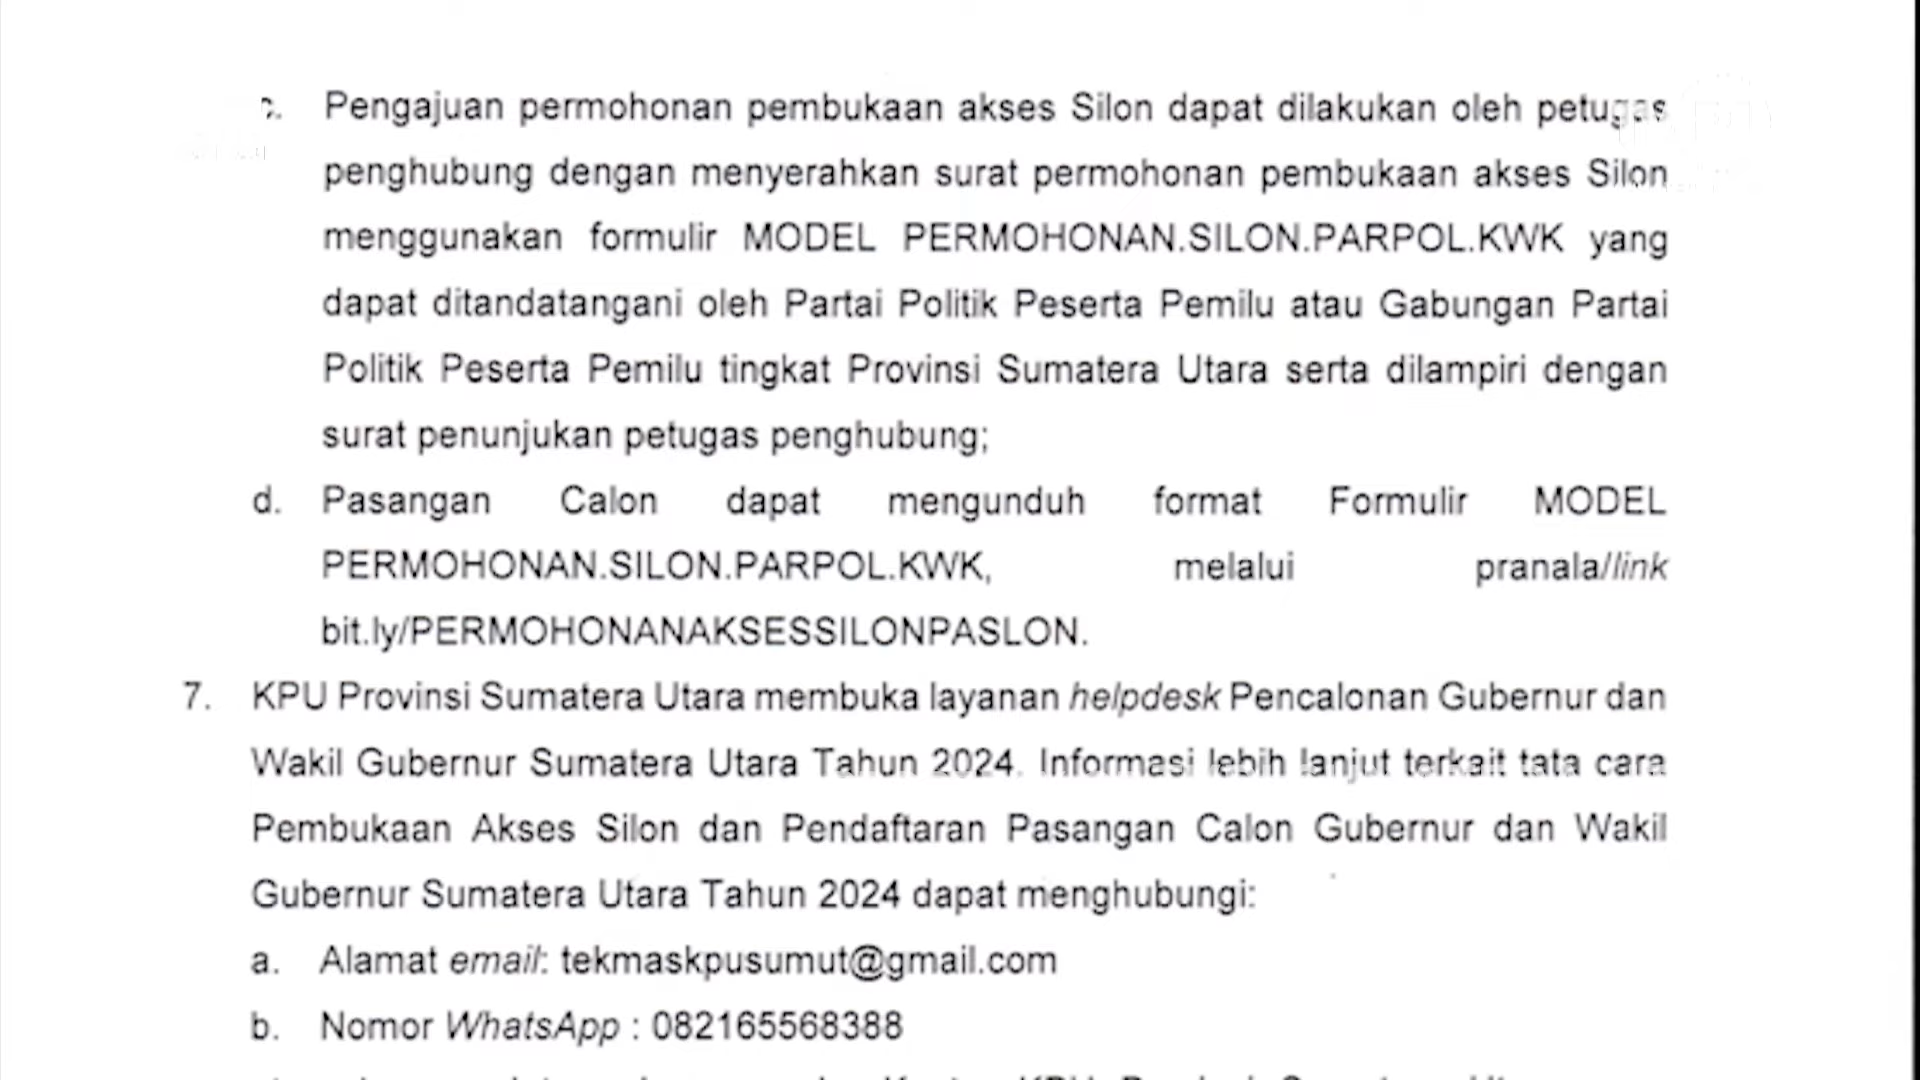 c. Pengajuan permohonan pembukaan akses Silon dapat dilakukan oleh petugas
penghubung dengan menyerahkan surat permohonan pembukaan akses Silon
menggunakan formulir MODEL PERMOHONAN.SILON.PARPOL.KWK yang
dapat ditandatangani oleh Partai Politik Peserta Pemilu atau Gabungan Partai
Politik Peserta Pemilu tingkat Provinsi Sumatera Utara serta dilampiri dengan
surat penunjukan petugas penghubung;
d. Pasangan Calon dapat mengunduh format Formulir MODEL
PERMOHONAN.SILON.PARPOL.KWK, melalui pranala/link
bit.ly/PERMOHONANAKSESSILONPASLON.
7. KPU Provinsi Sumatera Utara membuka layanan helpdesk Pencalonan Gubernur dan
Wakil Gubernur Sumatera Utara Tahun 2024. Informasi lebih lanjut terkait tata cara
Pembukaan Akses Silon dan Pendaftaran Pasangan Calon Gubernur dan Wakil
Gubernur Sumatera Utara Tahun 2024 dapat menghubungi:
a. Alamat email: tekmaskpusumut@gmail.com
b. Nomor WhatsApp : 082165568388